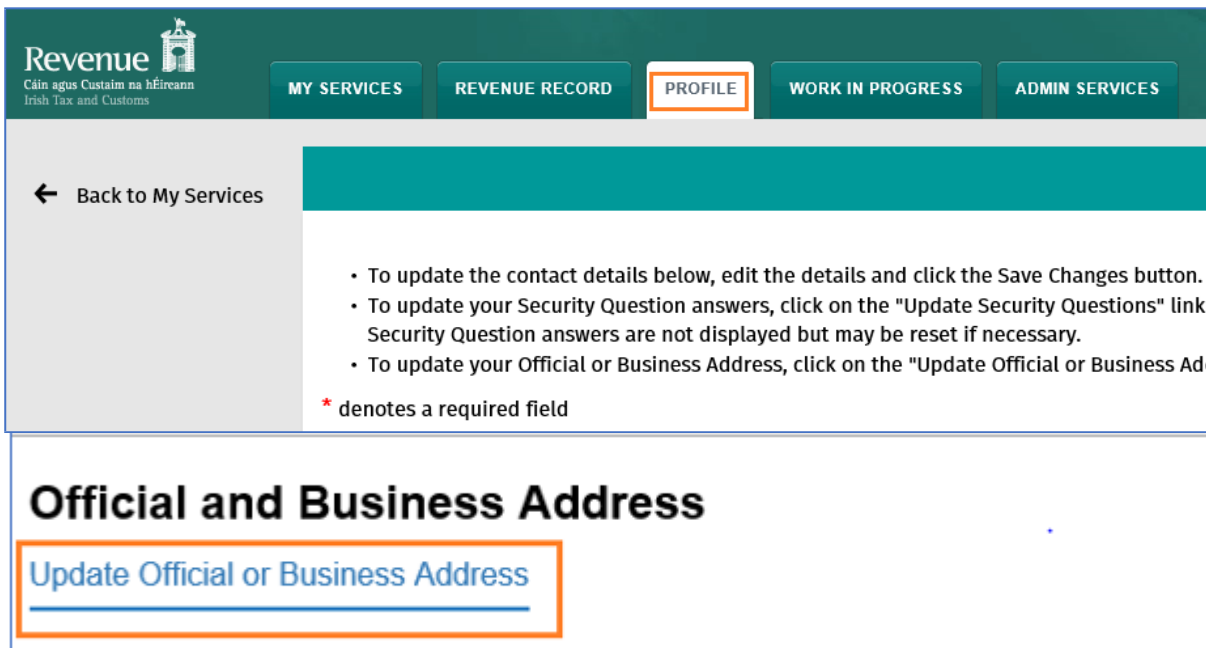 Revenue
Cáin agus Custaim na hÉireann
Irish Tax and Customs
MY SERVICES
REVENUE RECORD
PROFILE
WORK IN PROGRESS
ADMIN SERVICES
Back to My Services
• To update the contact details below, edit the details and click the Save Changes button.
• To update your Security Question answers, click on the "Update Security Questions" link
Security Question answers are not displayed but may be reset if necessary.
• To update your Official or Business Address, click on the "Update Official or Business Ad
* denotes a required field
Official and Business Address
Update Official or Business Address